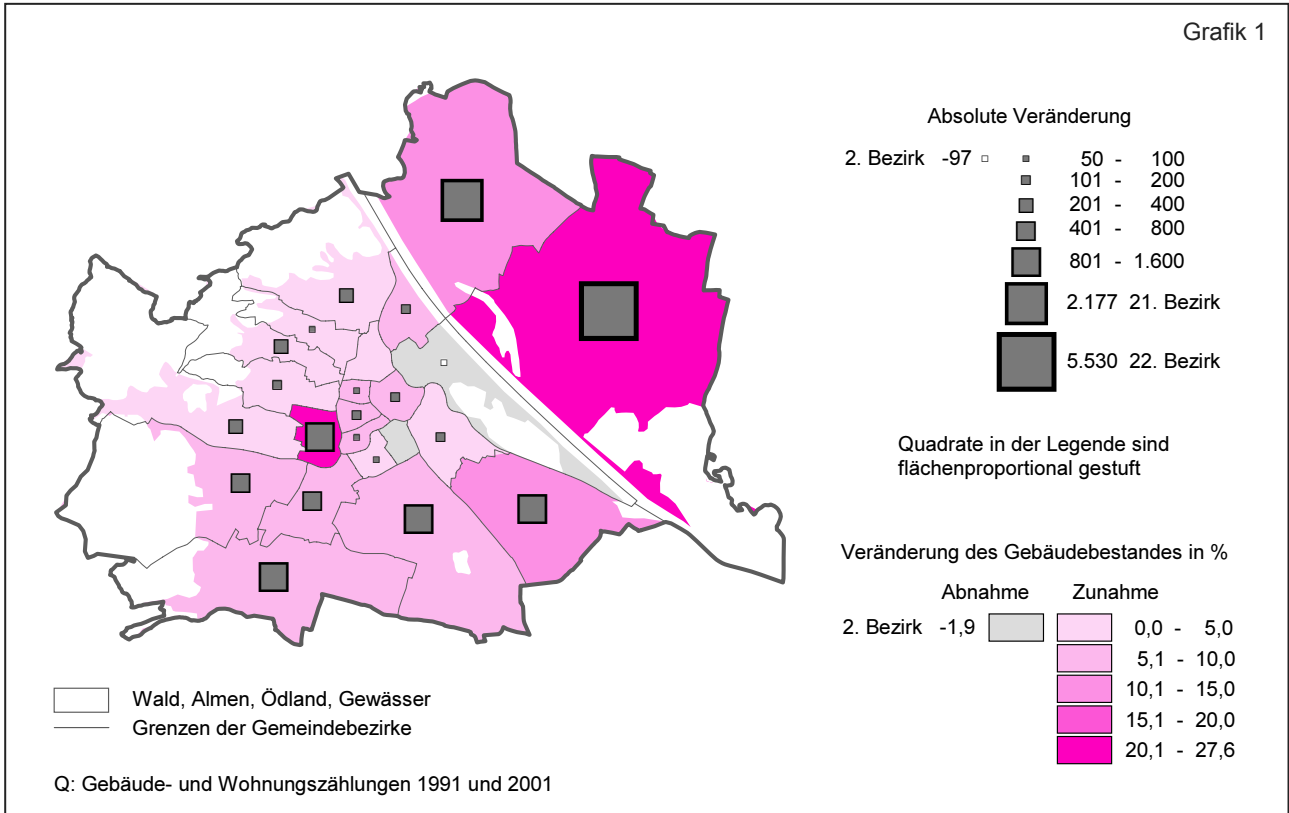 Grafik 1
Absolute Veränderung
2. Bezirk -97 50 - 100
101 - 200
201 - 400
401 - 800
801 - 1.600
2.177 21. Bezirk
5.530 22. Bezirk
Quadrate in der Legende sind
flächenproportional gestuft
Veränderung des Gebäudebestandes in %
Abnahme Zunahme
2. Bezirk -1,9 0,0 - 5,0
5,1 - 10,0
10,1 - 15,0
15,1 - 20,0
20,1 - 27,6
Wald, Almen, Ödland, Gewässer
Grenzen der Gemeindebezirke
Q: Gebäude- und Wohnungszählungen 1991 und 2001